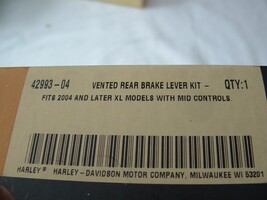 42993-04 VENTED REAR BRAKE LEVER KIT - QTY:1
FITS 2004 AND LATER XL MODELS WITH MID CONTROLS.
HARLEY® HARLEY-DAVIDSON MOTOR COMPANY, MILWAUKEE WI 53201